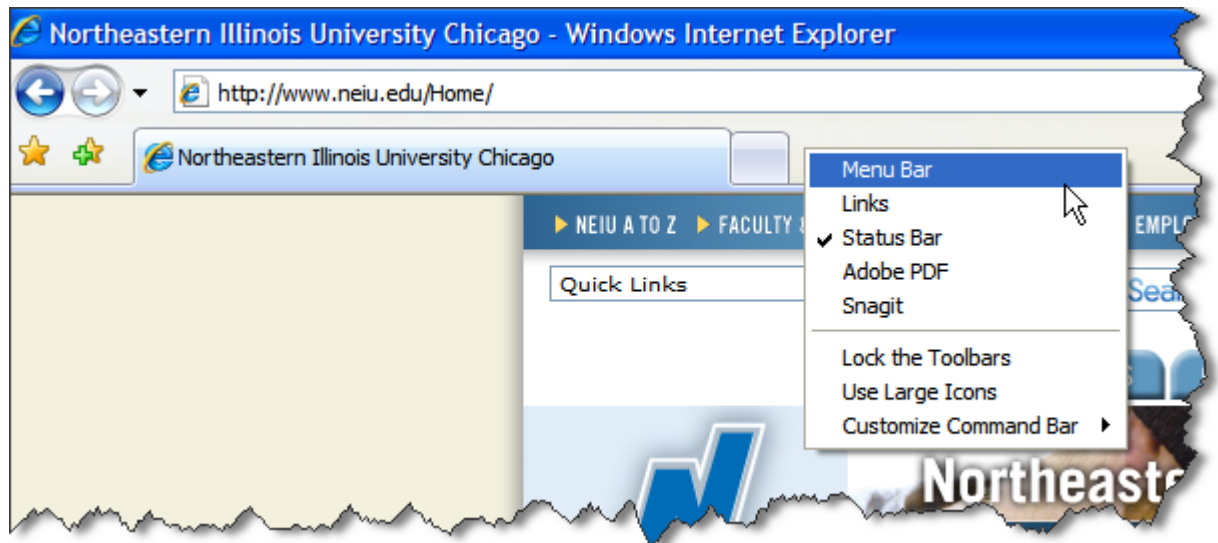 Northeastern Illinois University Chicago - Windows Internet Explorer
http://www.neiu.edu/Home/
Northeastern Illinois University Chicago
Menu Bar
Links
Status Bar
Adobe PDF
Snagit
Lock the Toolbars
Use Large Icons
Customize Command Bar
NEIU A TO Z FACULTY &
Quick Links